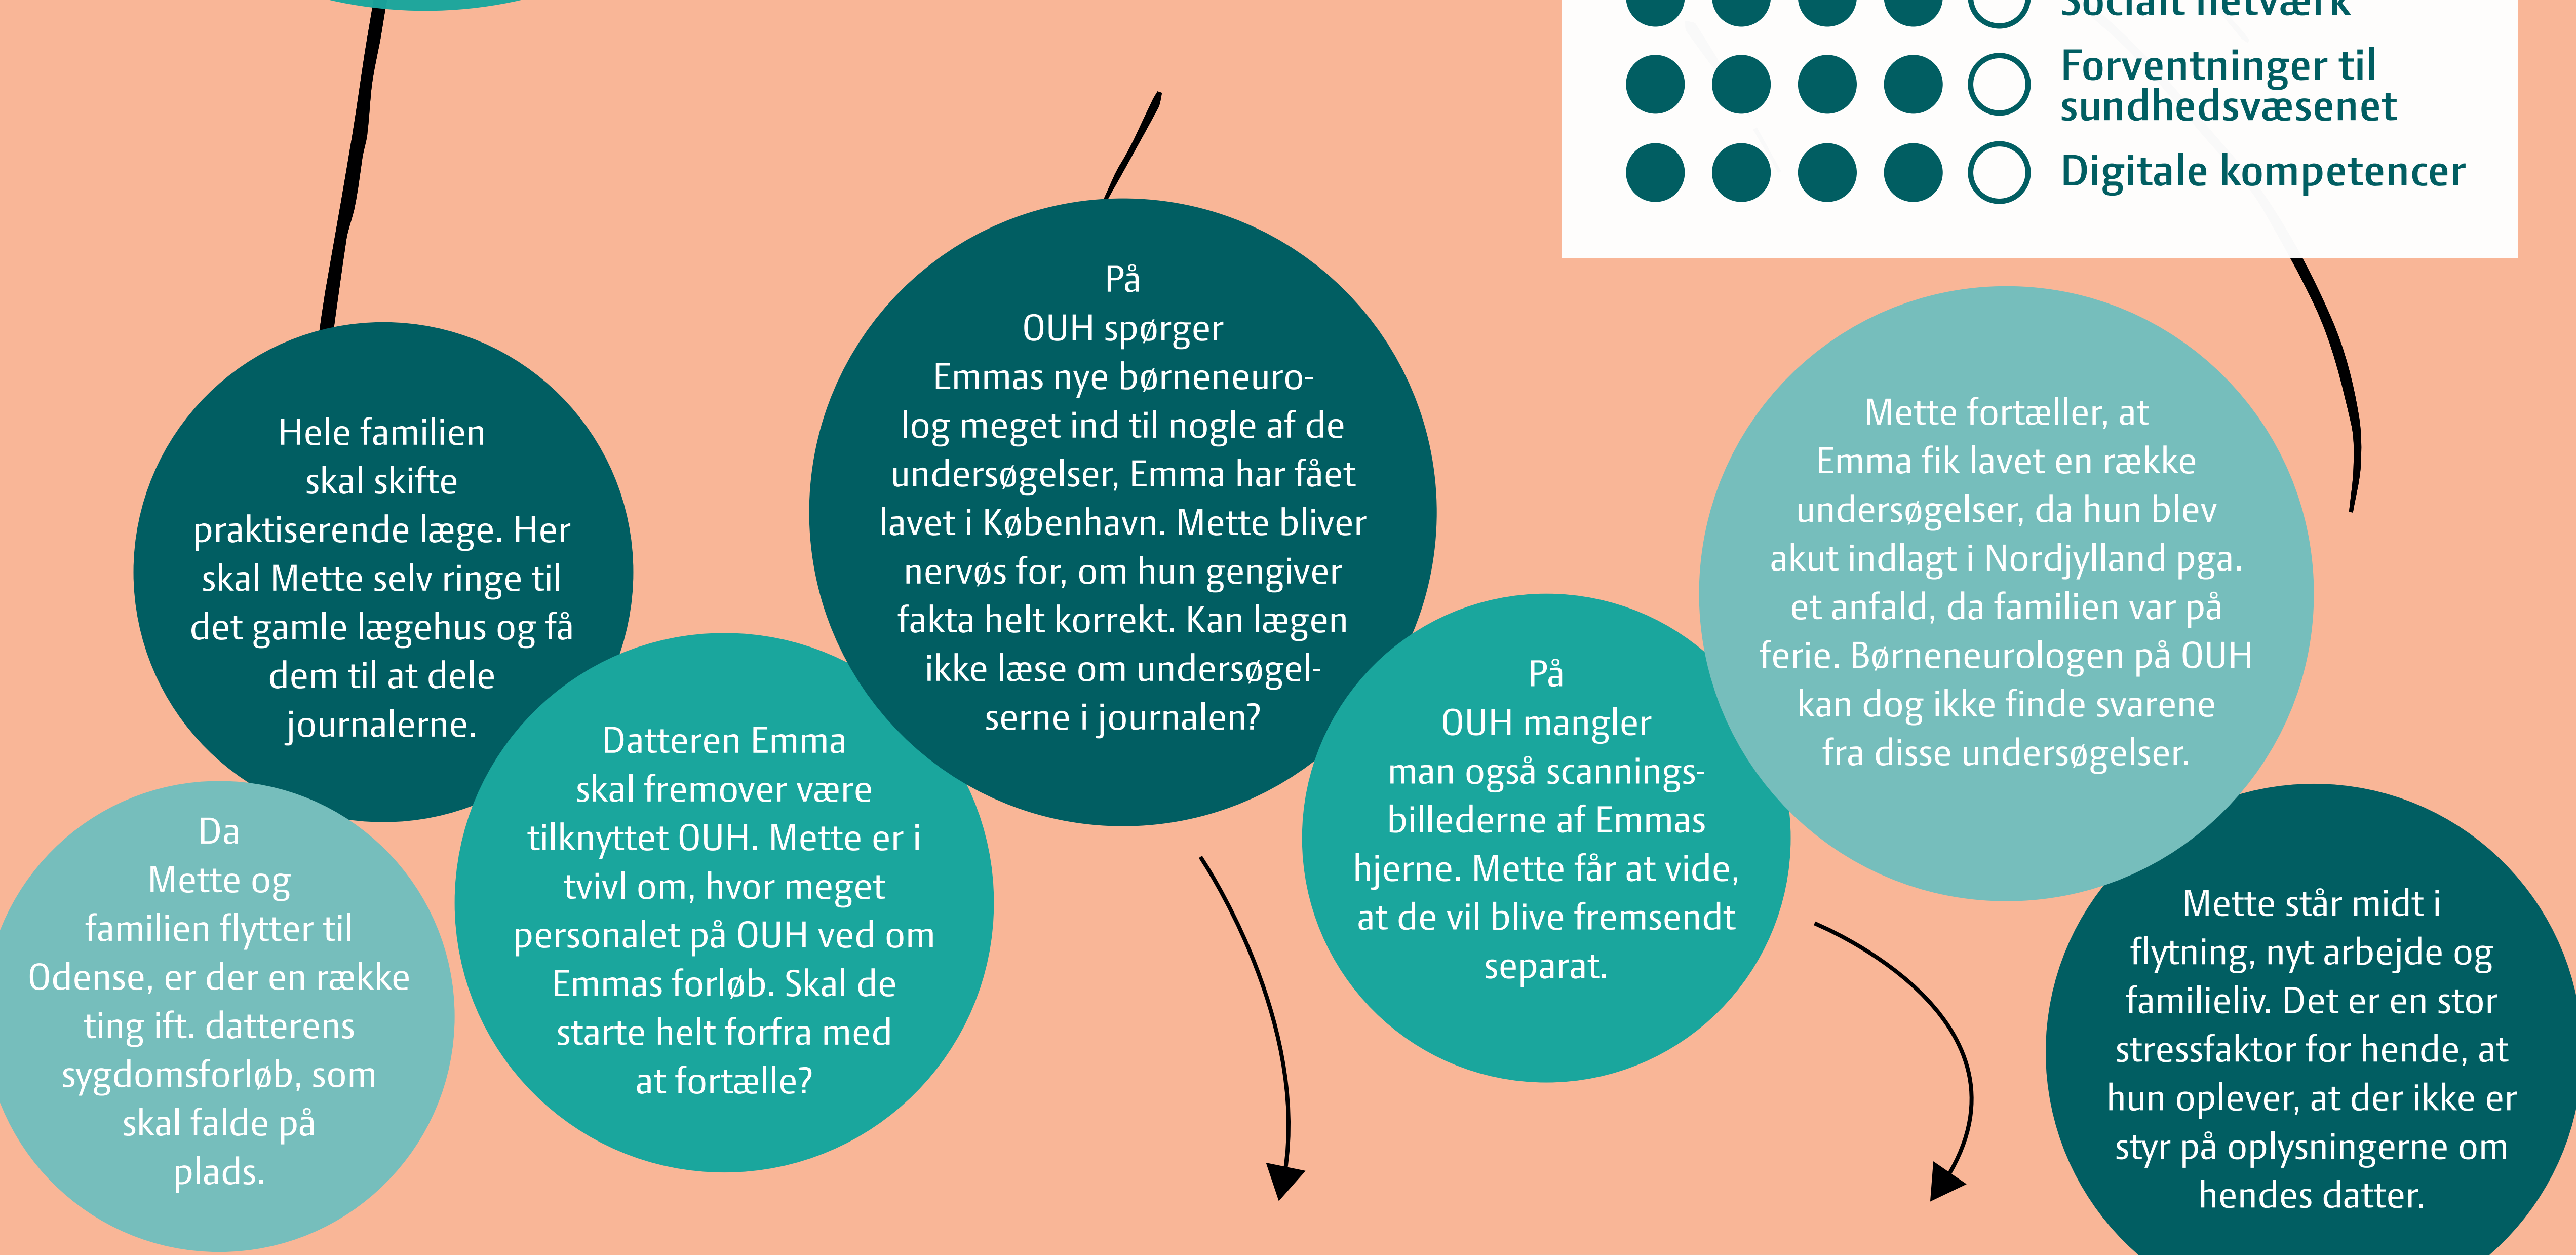 Socialt netværk
Forventninger til
sundhedsvæsenet
Digitale kompetencer
Da
Mette og
familien flytter til
Odense, er der en række
ting ift. datterens
sygdomsforløb, som
skal falde på
plads.
Hele familien
skal skifte
praktiserende læge. Her
skal Mette selv ringe til
det gamle lægehus og få
dem til at dele
journalerne.
Datteren Emma
skal fremover være
tilknyttet OUH. Mette er i
tvivl om, hvor meget
personalet på OUH ved om
Emmas forløb. Skal de
starte helt forfra med
at fortælle?
På
OUH spørger
Emmas nye børneneuro-
log meget ind til nogle af de
undersøgelser, Emma har fået
lavet i København. Mette bliver
nervøs for, om hun gengiver
fakta helt korrekt. Kan lægen
ikke læse om undersøgel-
serne i journalen?
På
OUH mangler
man også scannings-
billederne af Emmas
hjerne. Mette får at vide,
at de vil blive fremsendt
separat.
Mette fortæller, at
Emma fik lavet en række
undersøgelser, da hun blev
akut indlagt i Nordjylland pga.
et anfald, da familien var på
ferie. Børneneurologen på OUH
kan dog ikke finde svarene
fra disse undersøgelser.
Mette står midt i
flytning, nyt arbejde og
familieliv. Det er en stor
stressfaktor for hende, at
hun oplever, at der ikke er
styr på oplysningerne om
hendes datter.